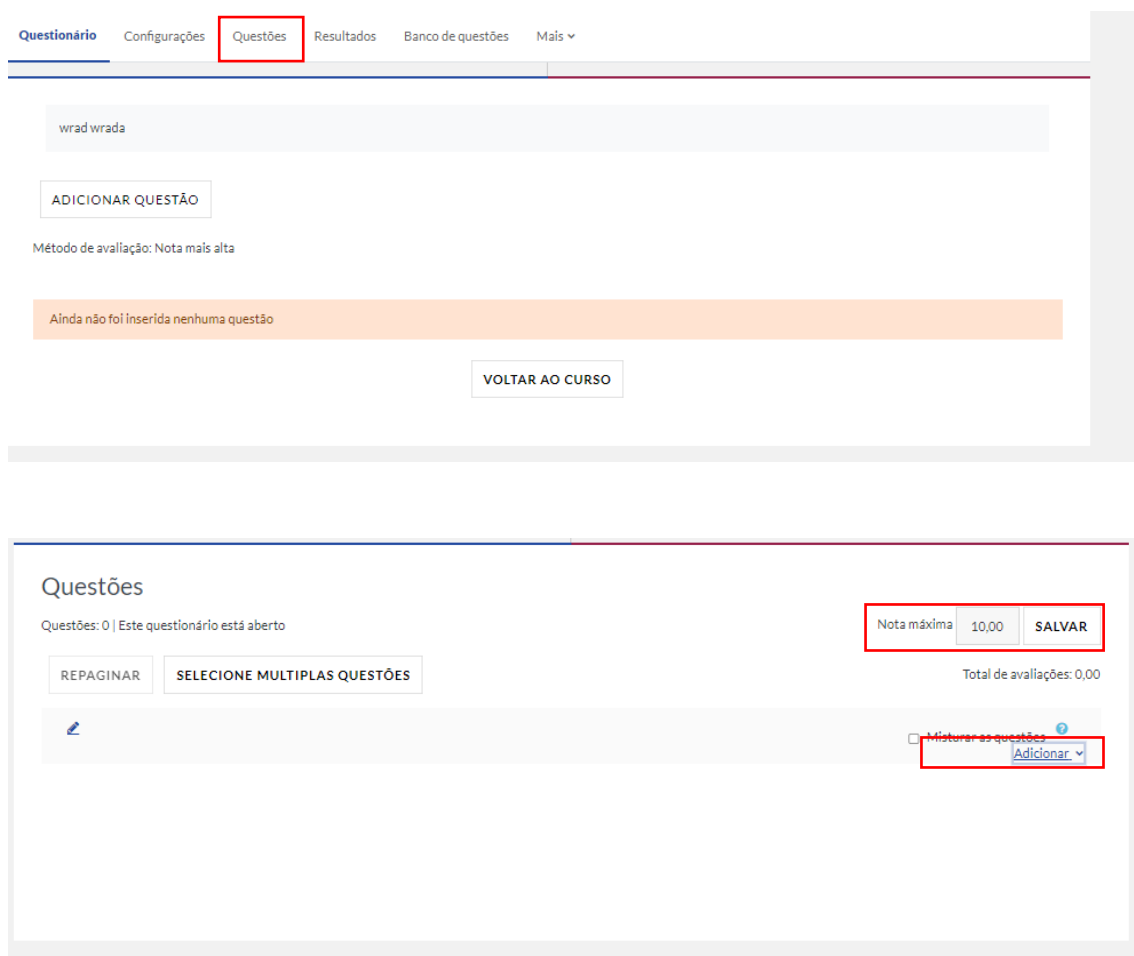 Questionário Configurações Questões Resultados Banco de questões Mais
wrad wrada
ADICIONAR QUESTÃO
Método de avaliação: Nota mais alta
Ainda não foi inserida nenhuma questão
VOLTAR AO CURSO
Questões
Questões: 0 | Este questionário está aberto
Nota máxima 10,00 SALVAR
REPAGINAR SELECIONE MULTIPLAS QUESTÕES
Total de avaliações: 0,00
Misturar as questões ?
Adicionar